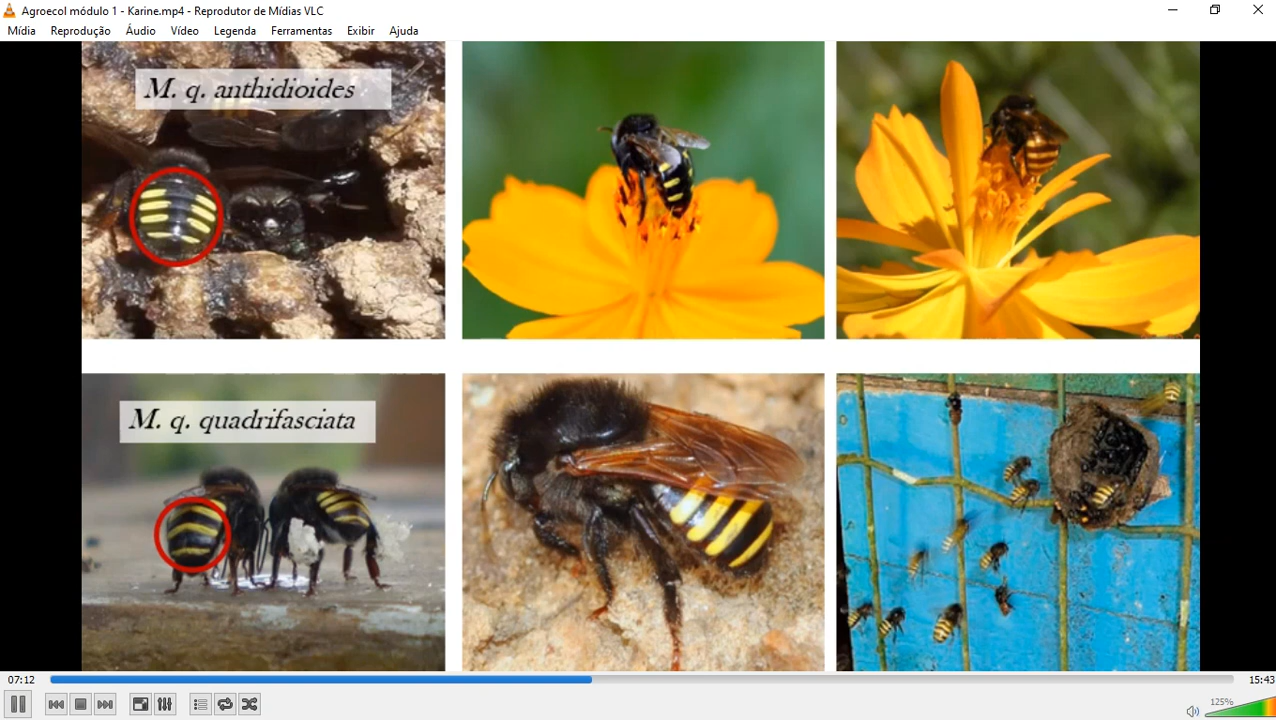 Agroecol módulo 1 - Karine.mp4 - Reprodutor de Mídias VLC
Mídia Reprodução Áudio Vídeo Legenda Ferramentas Exibir Ajuda
M. q. anthidioides
M. q. quadrifasciata
07:12
15:43
125%